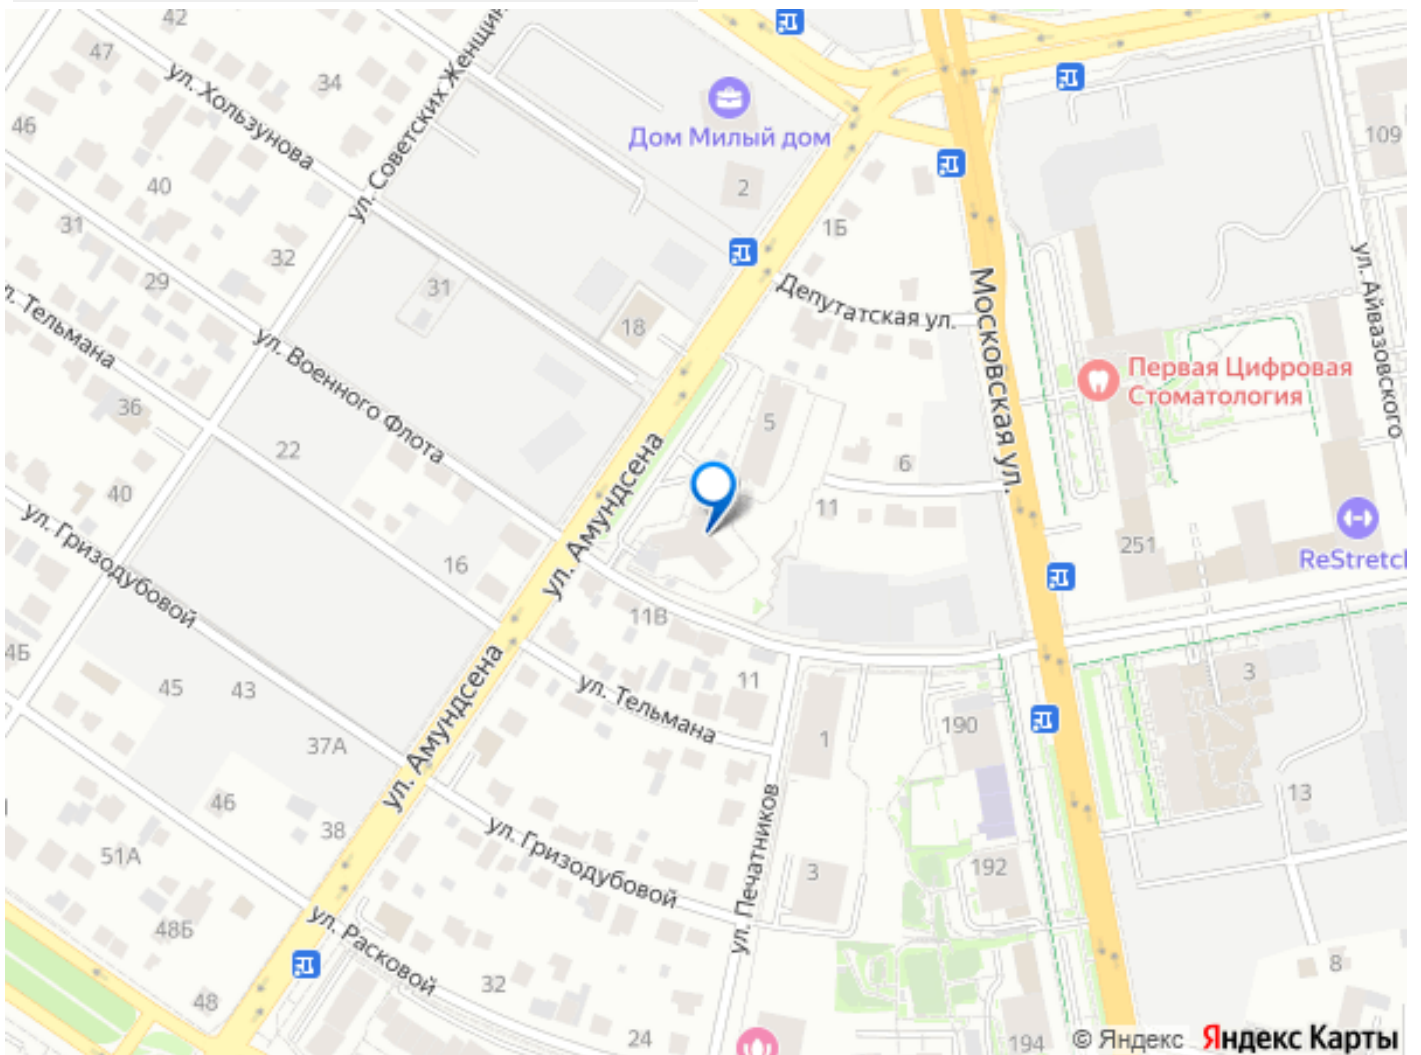 42
47
ул. Хользунова
34
46
40
ул. Советских Женщин
Дом Милый дом
2
109
31
32
29
31
1Б
18
ул. Тельмана
ул. Военного Флота
Депутатская ул.
Московская ул.
ул. Айвазовского
Первая Цифровая
Стоматология
36
22
40
5
6
11
ул. Амундсена
251
ReStretch
16
ул. Гризодубовой
4Б
45
43
37А
11В
11
ул. Тельмана
ул. Амундсена
1
190
3
13
46
38
51А
ул. Гризодубовой
ул. Печатников
3
192
48Б
ул. Расковой
48
32
24
194
8
© Яндекс Яндекс Карты